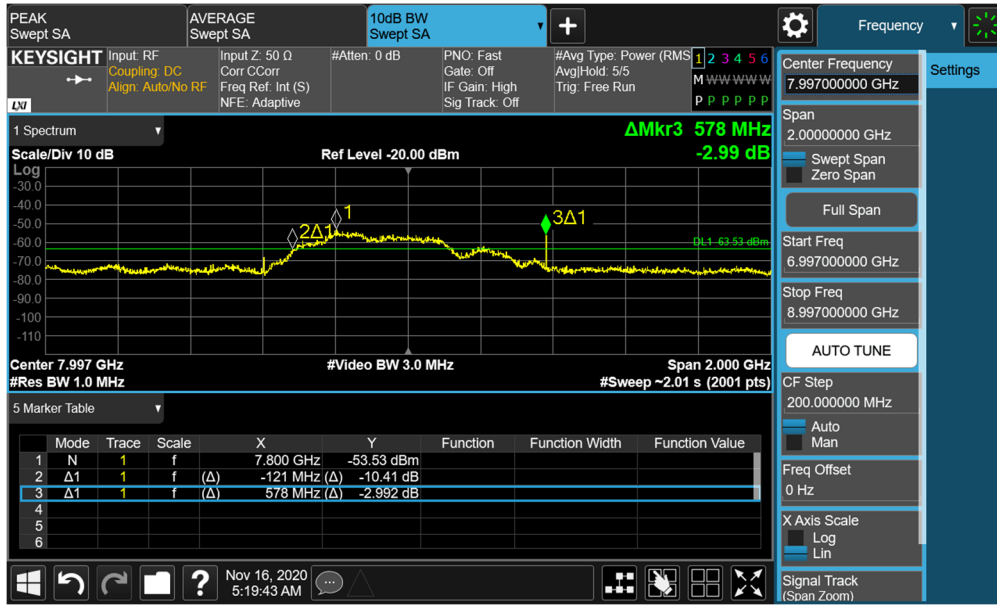 PEAK
Swept SA
AVERAGE
Swept SA
10dB BW
Swept SA
Frequency
KEYSIGHT
LXI
Input: RF
Coupling: DC
Align: Auto/No RF
Input Z: 50 Ω
Corr CCorr
Freq Ref: Int (S)
NFE: Adaptive
#Atten: 0 dB
PNO: Fast
Gate: Off
IF Gain: High
Sig Track: Off
#Avg Type: Power (RMS
Avg|Hold: 5/5
Trig: Free Run
1 2 3 4 5 6
M W W W W W
P P P P P P
1 Spectrum
ΔMkr3 578 MHz
-2.99 dB
Scale/Div 10 dB
Ref Level -20.00 dBm
Log
-30.0
-40.0
-50.0
-60.0
-70.0
-80.0
-90.0
-100
-110
1
2Δ1
3Δ1
DL1 -63.53 dBm
Center 7.997 GHz
#Video BW 3.0 MHz
Span 2.000 GHz
#Res BW 1.0 MHz
#Sweep ~2.01 s (2001 pts)
5 Marker Table
Mode Trace Scale X Y Function Function Width Function Value
1 N 1 f 7.800 GHz -53.53 dBm
2 Δ1 1 f (Δ) -121 MHz (Δ) -10.41 dB
3 Δ1 1 f (Δ) 578 MHz (Δ) -2.992 dB
4
5
6
Nov 16, 2020
5:19:43 AM
Center Frequency
7.997000000 GHz
Settings
Span
2.00000000 GHz
Swept Span
Zero Span
Full Span
Start Freq
6.997000000 GHz
Stop Freq
8.997000000 GHz
AUTO TUNE
CF Step
200.000000 MHz
Auto
Man
Freq Offset
0 Hz
X Axis Scale
Log
Lin
Signal Track
(Span Zoom)